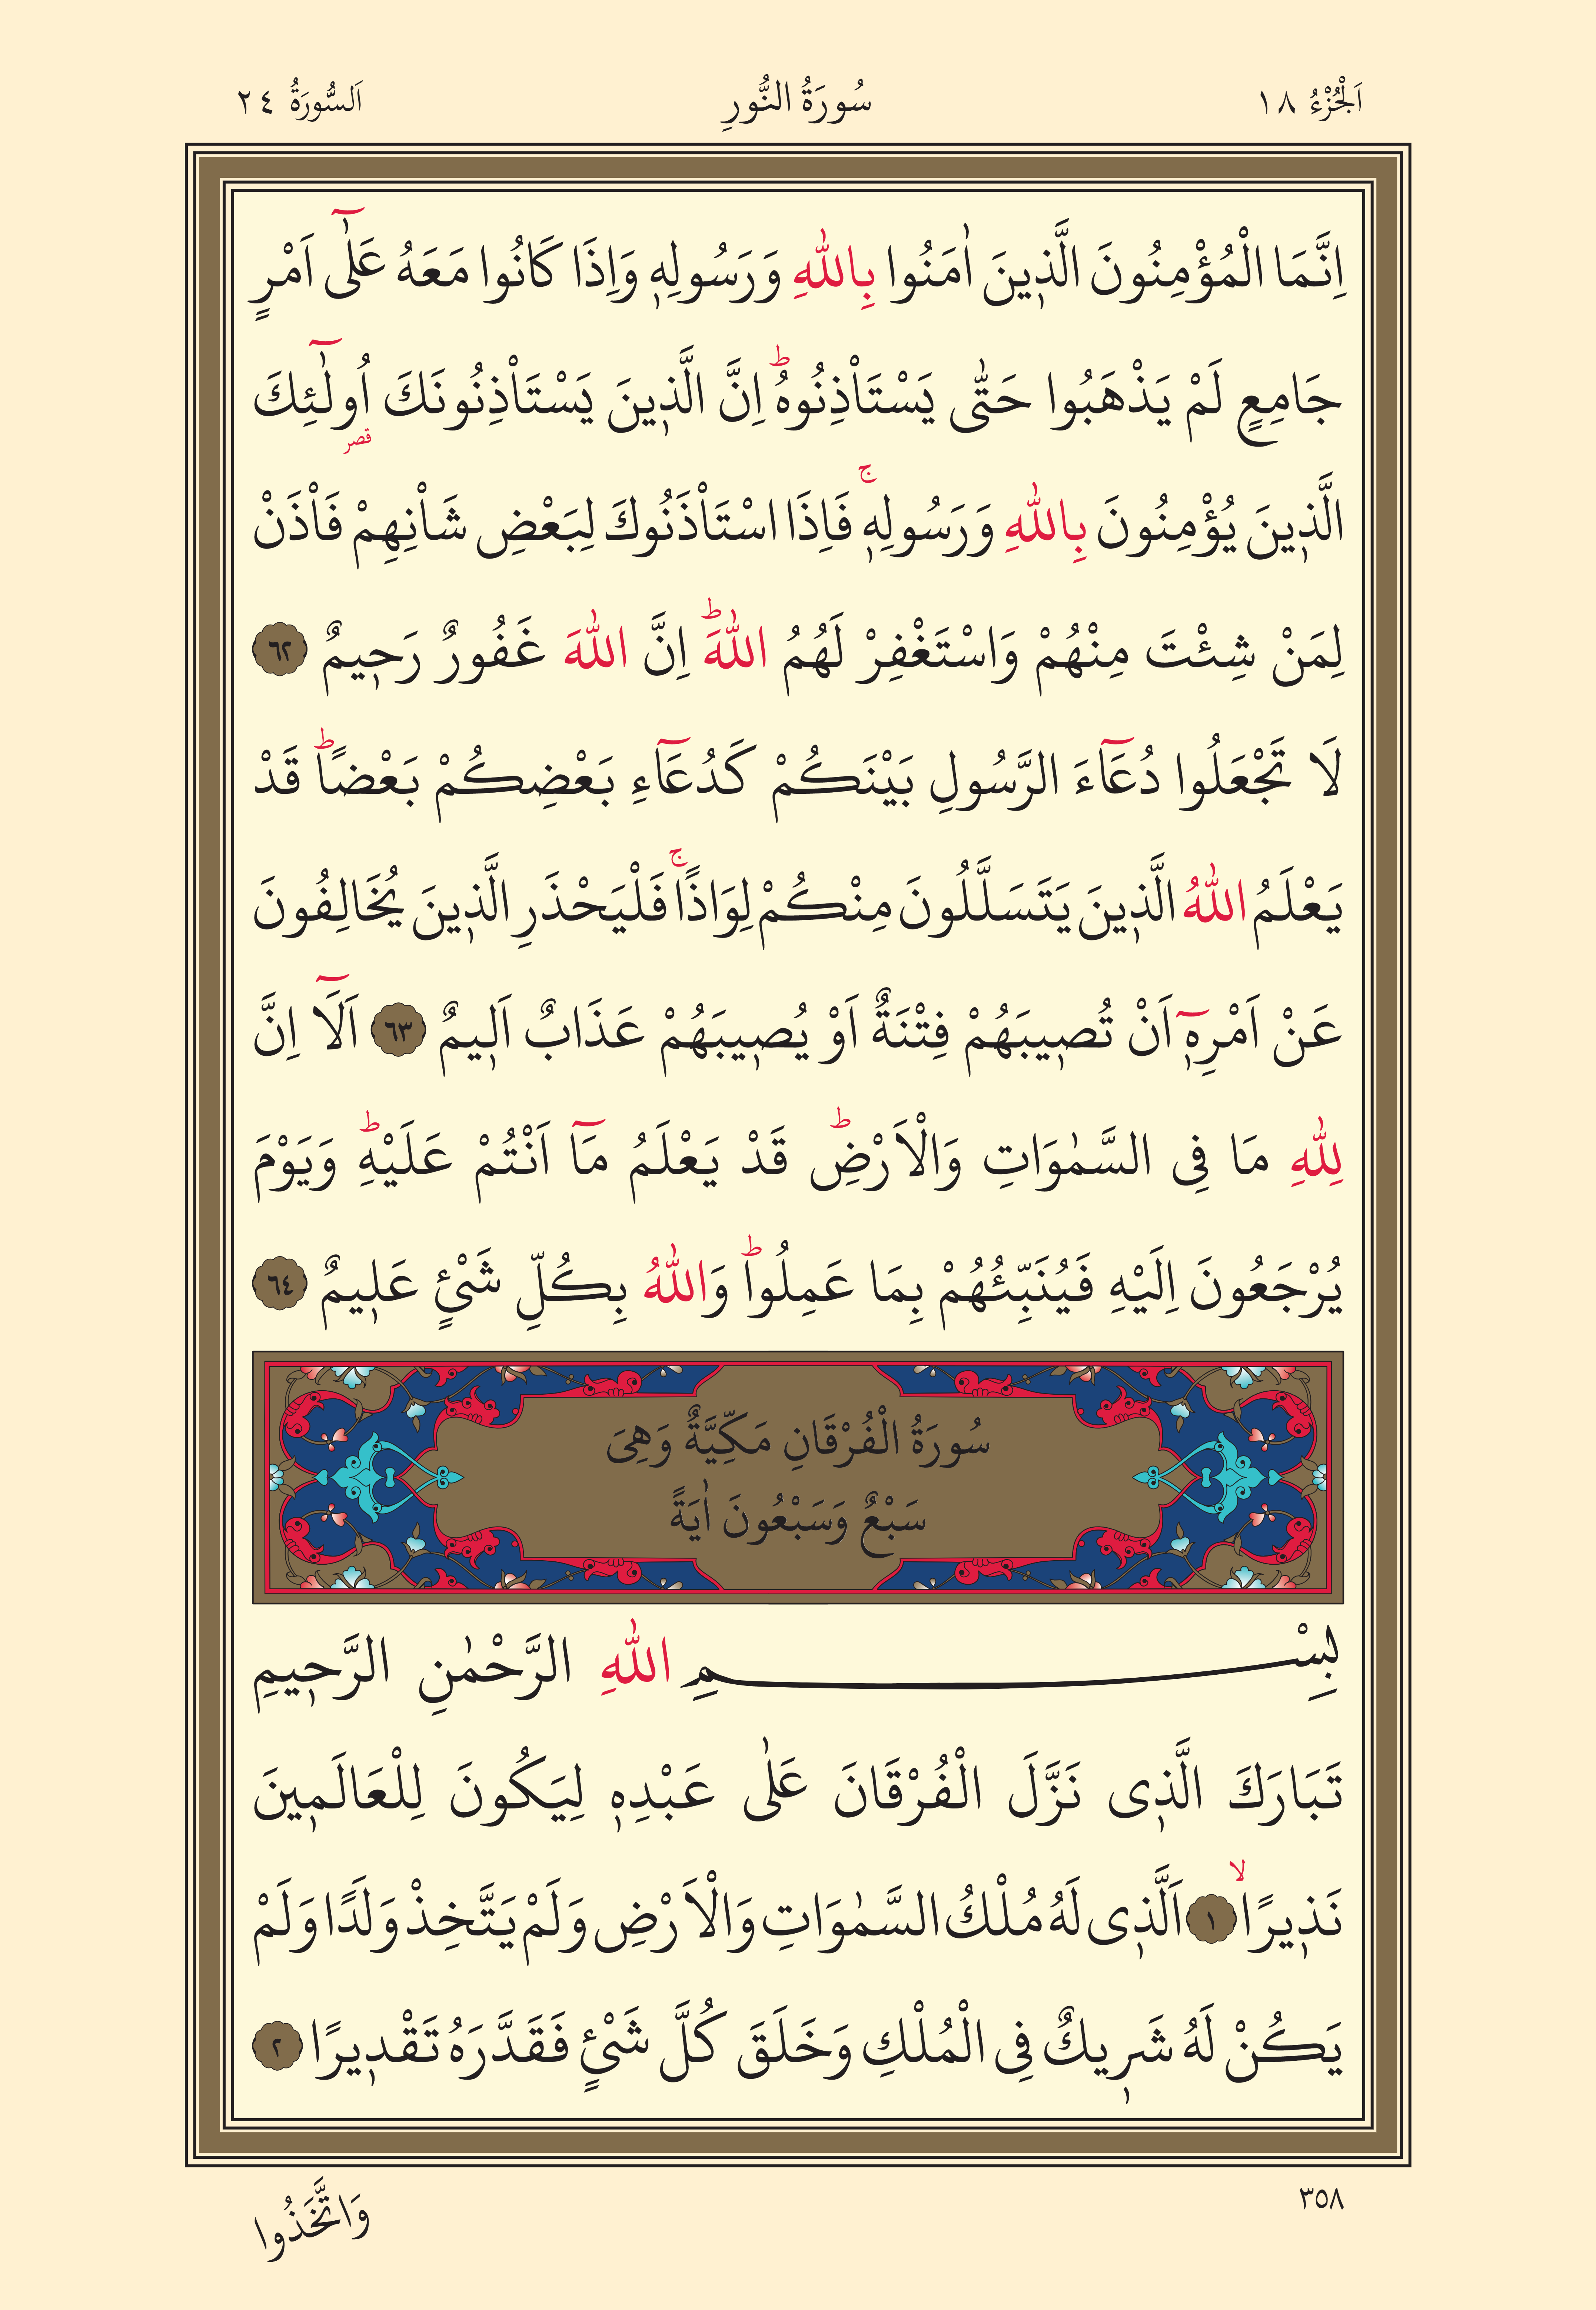 اَلْجُزْءُ ١٨ سُورَةُ النُّورِ اَلسُّورَةُ ٢٤
اِنَّمَا الْمُؤْمِنُونَ الَّذ۪ينَ اٰمَنُوا بِاللّٰهِ وَرَسُولِه۪ وَاِذَا كَانُوا مَعَهُ عَلٰٓى اَمْرٍ
جَامِعٍ لَمْ يَذْهَبُوا حَتّٰى يَسْتَاْذِنُوهُۜ اِنَّ الَّذ۪ينَ يَسْتَاْذِنُونَكَ اُو۬لٰٓئِكَ
قصر
الَّذ۪ينَ يُؤْمِنُونَ بِاللّٰهِ وَرَسُولِه۪ۚ فَاِذَا اسْتَاْذَنُوكَ لِبَعْضِ شَاْنِهِمْ فَاْذَنْ
لِمَنْ شِئْتَ مِنْهُمْ وَاسْتَغْفِرْ لَهُمُ اللّٰهَۜ اِنَّ اللّٰهَ غَفُورٌ رَح۪يمٌ ٦٢
لَا تَجْعَلُوا دُعَٓاءَ الرَّسُولِ بَيْنَكُمْ كَدُعَٓاءِ بَعْضِكُمْ بَعْضًاۜ قَدْ
يَعْلَمُ اللّٰهُ الَّذ۪ينَ يَتَسَلَّلُونَ مِنْكُمْ لِوَاذًاۚ فَلْيَحْذَرِ الَّذ۪ينَ يُخَالِفُونَ
عَنْ اَمْرِه۪ٓ اَنْ تُص۪يبَهُمْ فِتْنَةٌ اَوْ يُص۪يبَهُمْ عَذَابٌ اَل۪يمٌ ٦٣ اَلَٓا اِنَّ
لِلّٰهِ مَا فِى السَّمٰوَاتِ وَالْاَرْضِۜ قَدْ يَعْلَمُ مَٓا اَنْتُمْ عَلَيْهِۜ وَيَوْمَ
يُرْجَعُونَ اِلَيْهِ فَيُنَبِّئُهُمْ بِمَا عَمِلُواۜ وَاللّٰهُ بِكُلِّ شَيْءٍ عَل۪يمٌ ٦٤
سُورَةُ الْفُرْقَانِ مَكِّيَّةٌ وَهِىَ
سَبْعٌ وَسَبْعُونَ اٰيَةً
بِسْمِ اللّٰهِ الرَّحْمٰنِ الرَّح۪يمِ
تَبَارَكَ الَّذ۪ى نَزَّلَ الْفُرْقَانَ عَلٰى عَبْدِه۪ لِيَكُونَ لِلْعَالَم۪ينَ
نَذ۪يرًاۙ ١ اَلَّذ۪ى لَهُ مُلْكُ السَّمٰوَاتِ وَالْاَرْضِ وَلَمْ يَتَّخِذْ وَلَدًا وَلَمْ
يَكُنْ لَهُ شَر۪يكٌ فِى الْمُلْكِ وَخَلَقَ كُلَّ شَيْءٍ فَقَدَّرَهُ تَقْد۪يرًا ٢
٣٥٨
وَاتَّخَذُوا